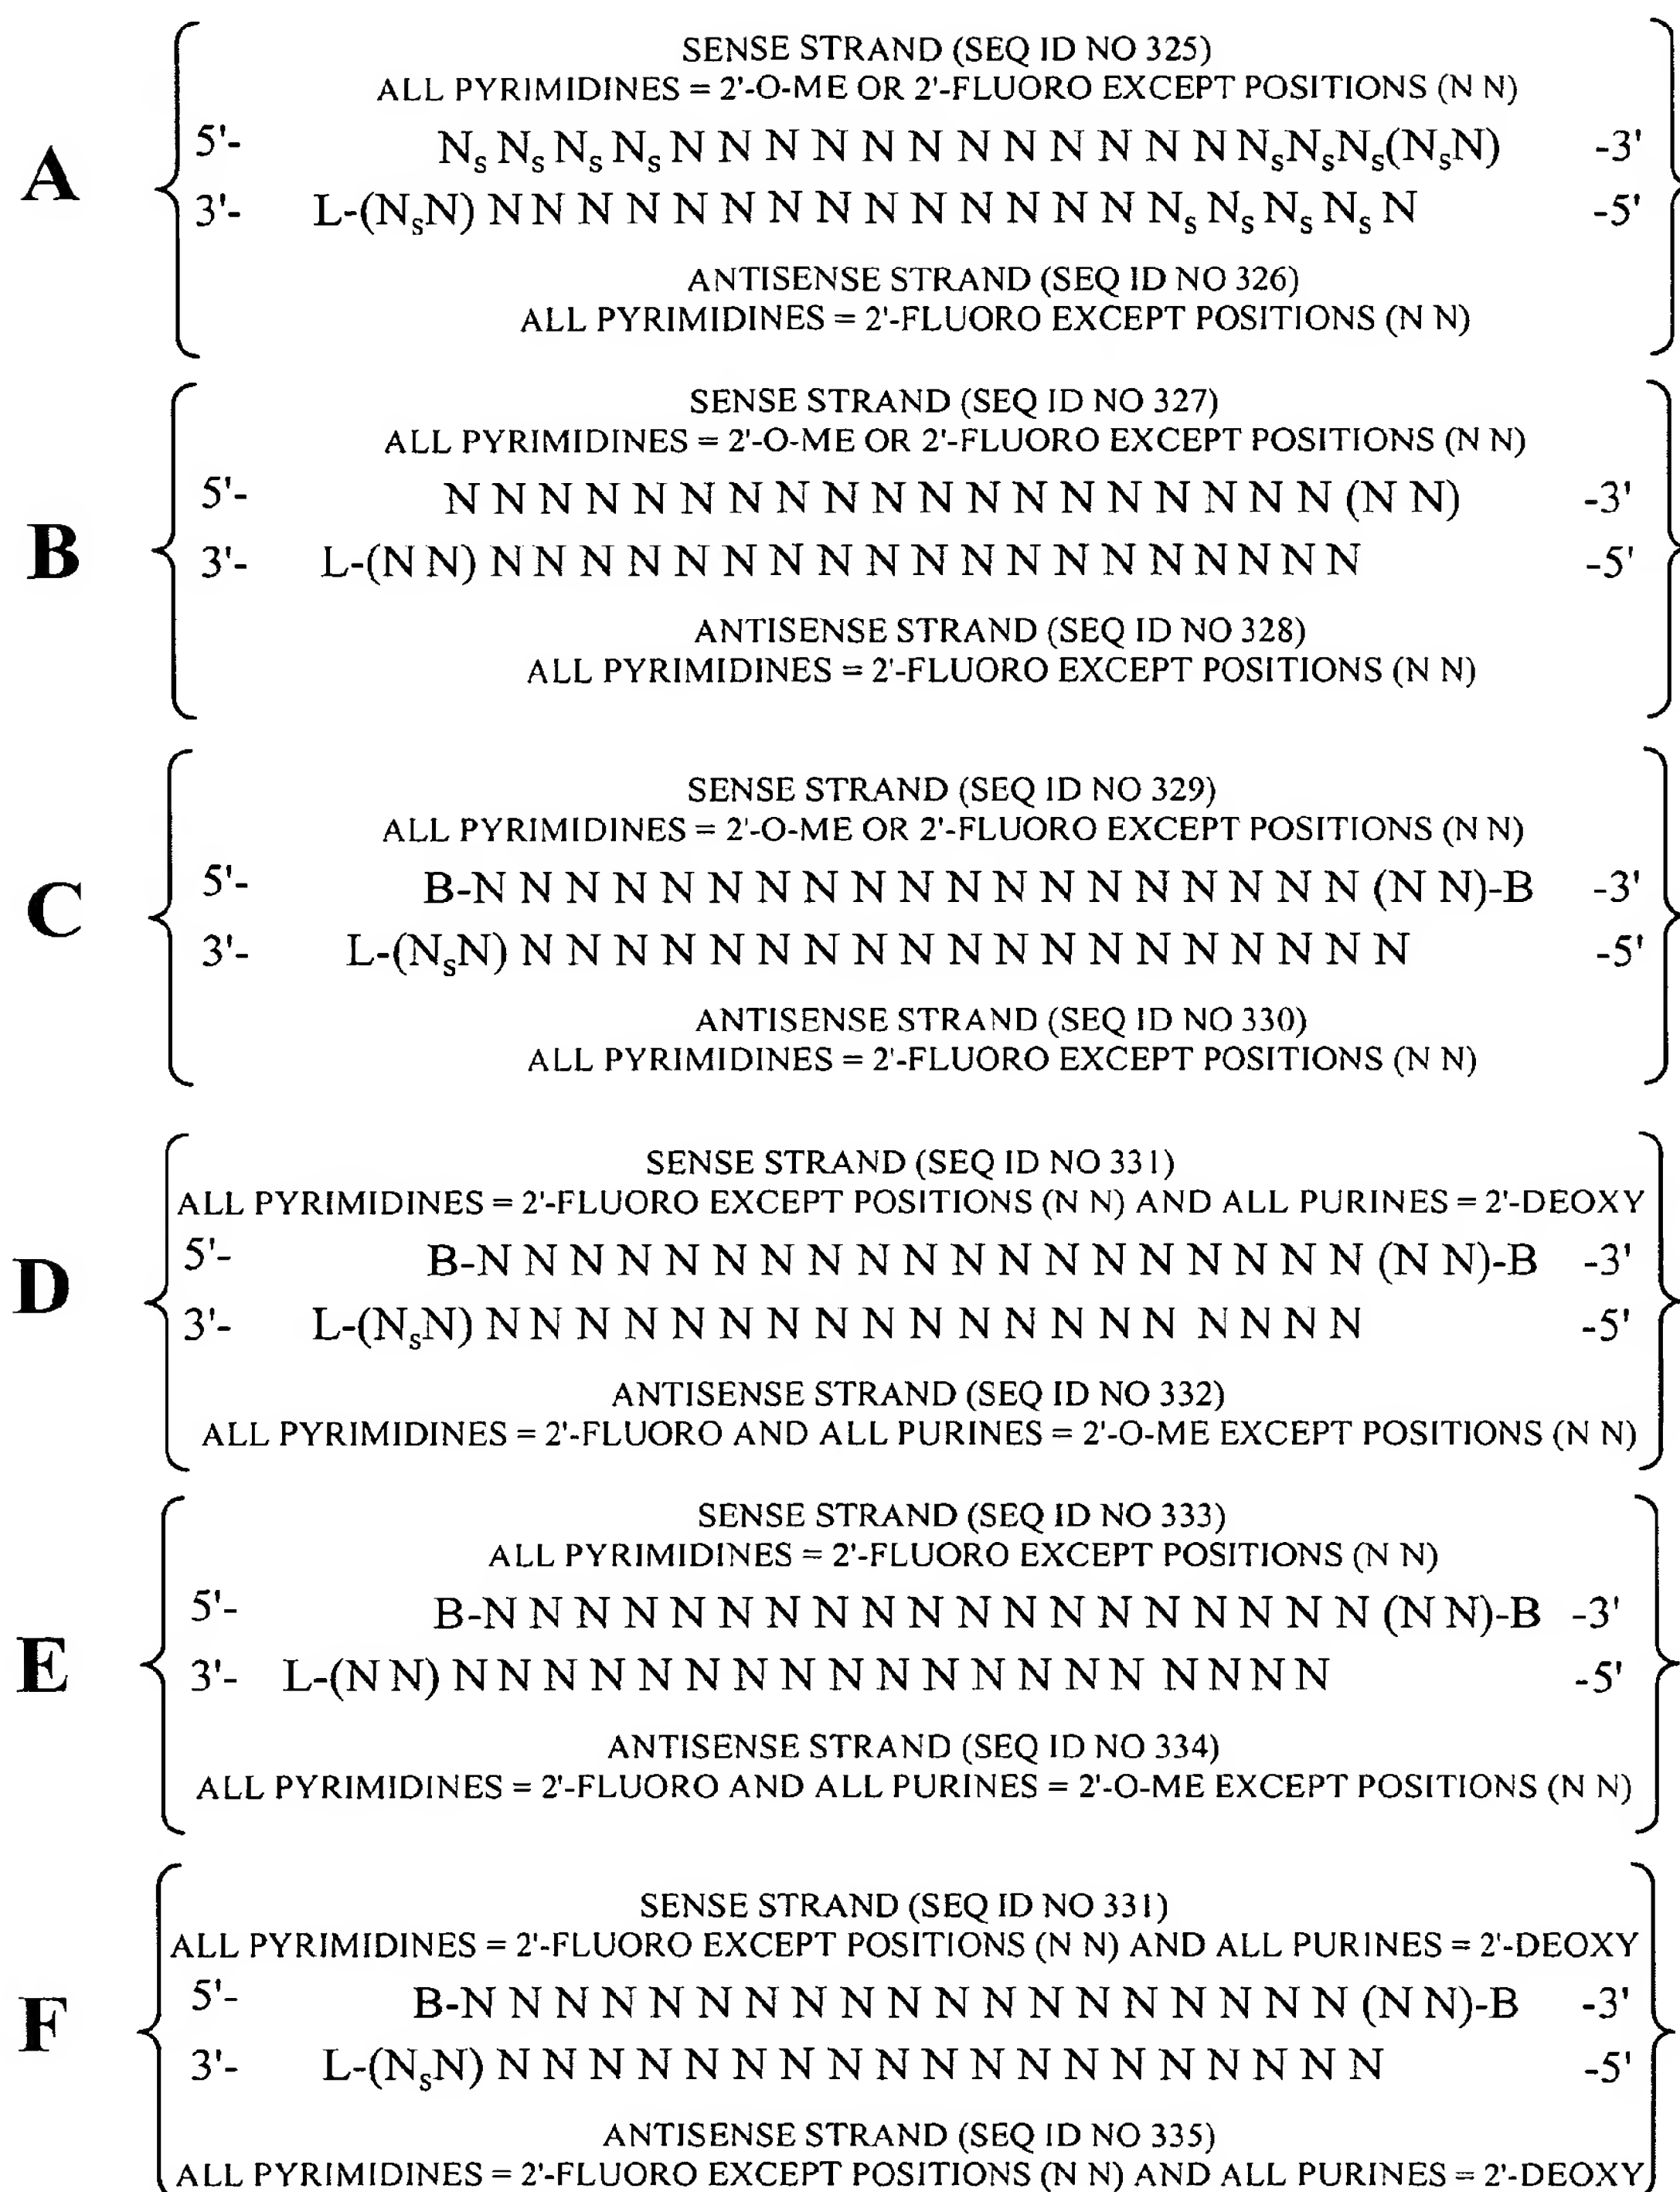 A
SENSE STRAND (SEQ ID NO 325)
ALL PYRIMIDINES = 2'-O-ME OR 2'-FLUORO EXCEPT POSITIONS (N N)
5'- NsNsNsNsN N N N N N N N N N N N NsNsNs(NsN) -3'
3'- L-(NsN) N N N N N N N N N N N N N N Ns Ns Ns Ns N -5'
ANTISENSE STRAND (SEQ ID NO 326)
ALL PYRIMIDINES = 2'-FLUORO EXCEPT POSITIONS (N N)
B
SENSE STRAND (SEQ ID NO 327)
ALL PYRIMIDINES = 2'-O-ME OR 2'-FLUORO EXCEPT POSITIONS (N N)
5'- N N N N N N N N N N N N N N N N N N N (N N) -3'
3'- L-(N N) N N N N N N N N N N N N N N N N N N N -5'
ANTISENSE STRAND (SEQ ID NO 328)
ALL PYRIMIDINES = 2'-FLUORO EXCEPT POSITIONS (N N)
C
SENSE STRAND (SEQ ID NO 329)
ALL PYRIMIDINES = 2'-O-ME OR 2'-FLUORO EXCEPT POSITIONS (N N)
5'- B-N N N N N N N N N N N N N N N N N N N (N N)-B -3'
3'- L-(NsN) N N N N N N N N N N N N N N N N N N N -5'
ANTISENSE STRAND (SEQ ID NO 330)
ALL PYRIMIDINES = 2'-FLUORO EXCEPT POSITIONS (N N)
D
SENSE STRAND (SEQ ID NO 331)
ALL PYRIMIDINES = 2'-FLUORO EXCEPT POSITIONS (N N) AND ALL PURINES = 2'-DEOXY
5'- B-N N N N N N N N N N N N N N N N N N N (N N)-B -3'
3'- L-(NsN) N N N N N N N N N N N N N N N N N N N -5'
ANTISENSE STRAND (SEQ ID NO 332)
ALL PYRIMIDINES = 2'-FLUORO AND ALL PURINES = 2'-O-ME EXCEPT POSITIONS (N N)
E
SENSE STRAND (SEQ ID NO 333)
ALL PYRIMIDINES = 2'-FLUORO EXCEPT POSITIONS (N N)
5'- B-N N N N N N N N N N N N N N N N N N N (N N)-B -3'
3'- L-(N N) N N N N N N N N N N N N N N N N N N N -5'
ANTISENSE STRAND (SEQ ID NO 334)
ALL PYRIMIDINES = 2'-FLUORO AND ALL PURINES = 2'-O-ME EXCEPT POSITIONS (N N)
F
SENSE STRAND (SEQ ID NO 331)
ALL PYRIMIDINES = 2'-FLUORO EXCEPT POSITIONS (N N) AND ALL PURINES = 2'-DEOXY
5'- B-N N N N N N N N N N N N N N N N N N N (N N)-B -3'
3'- L-(NsN) N N N N N N N N N N N N N N N N N N N -5'
ANTISENSE STRAND (SEQ ID NO 335)
ALL PYRIMIDINES = 2'-FLUORO EXCEPT POSITIONS (N N) AND ALL PURINES = 2'-DEOXY